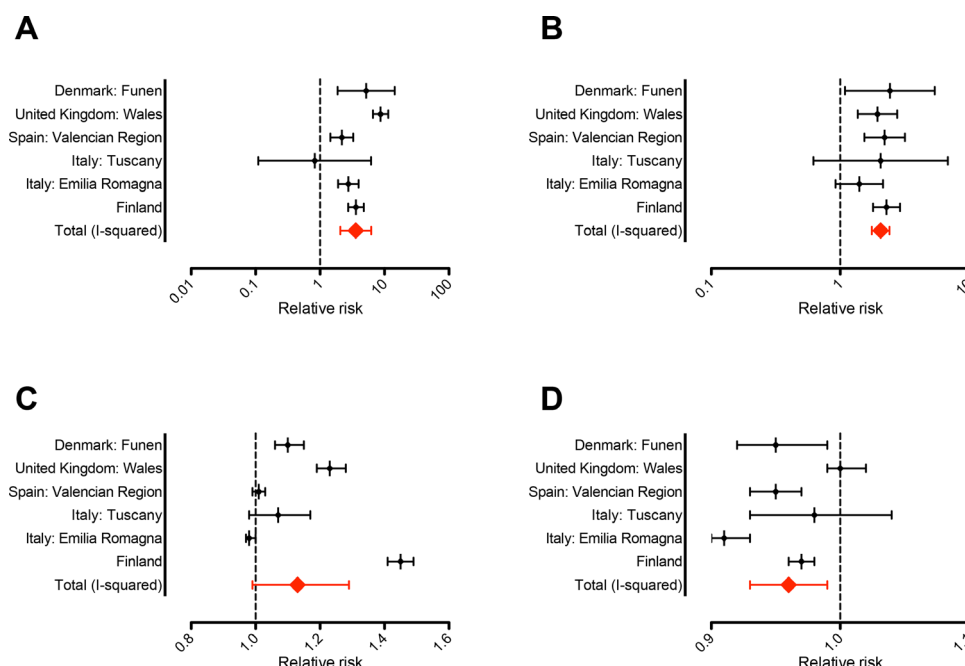 A
Denmark: Funen
United Kingdom: Wales
Spain: Valencian Region
Italy: Tuscany
Italy: Emilia Romagna
Finland
Total (I-squared)
0.01 0.1 1 10 100
Relative risk
B
Denmark: Funen
United Kingdom: Wales
Spain: Valencian Region
Italy: Tuscany
Italy: Emilia Romagna
Finland
Total (I-squared)
0.1 1 10
Relative risk
C
Denmark: Funen
United Kingdom: Wales
Spain: Valencian Region
Italy: Tuscany
Italy: Emilia Romagna
Finland
Total (I-squared)
0.8 1.0 1.2 1.4 1.6
Relative risk
D
Denmark: Funen
United Kingdom: Wales
Spain: Valencian Region
Italy: Tuscany
Italy: Emilia Romagna
Finland
Total (I-squared)
0.9 1.0
Relative risk